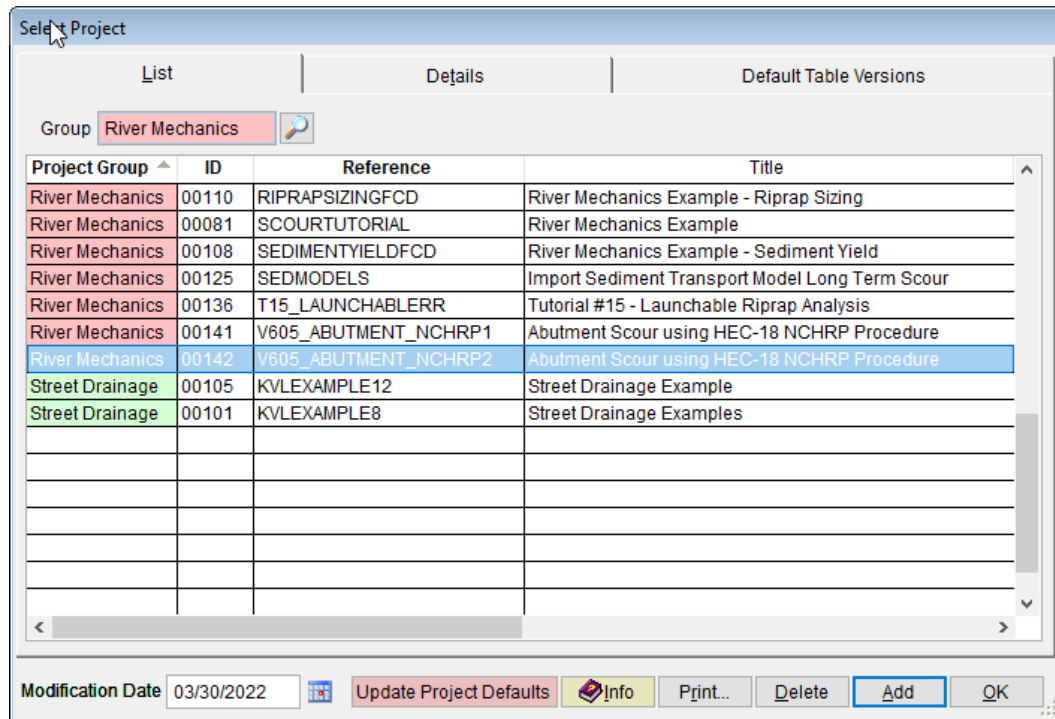 Select Project
List Details Default Table Versions
Group River Mechanics
Project Group ID Reference Title
River Mechanics 00110 RIPRAPSIZINGFCD River Mechanics Example - Riprap Sizing
River Mechanics 00081 SCOURTUTORIAL River Mechanics Example
River Mechanics 00108 SEDIMENTYIELDFCD River Mechanics Example - Sediment Yield
River Mechanics 00125 SEDMODELS Import Sediment Transport Model Long Term Scour
River Mechanics 00136 T15_LAUNCHABLERR Tutorial #15 - Launchable Riprap Analysis
River Mechanics 00141 V605_ABUTMENT_NCHRP1 Abutment Scour using HEC-18 NCHRP Procedure
River Mechanics 00142 V605_ABUTMENT_NCHRP2 Abutment Scour using HEC-18 NCHRP Procedure
Street Drainage 00105 KVLEXAMPLE12 Street Drainage Example
Street Drainage 00101 KVLEXAMPLE8 Street Drainage Examples
Modification Date 03/30/2022 Update Project Defaults Info Print... Delete Add OK